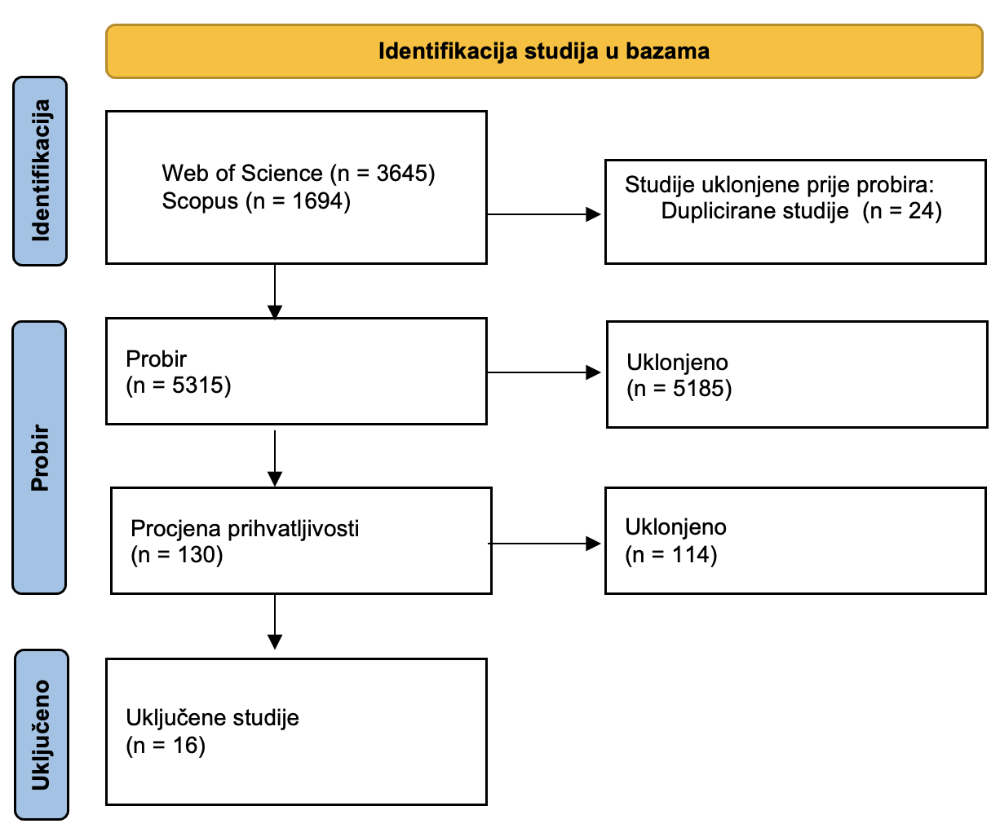 Identifikacija studija u bazama
Identifikacija
Web of Science (n = 3645)
Scopus (n = 1694)
Studije uklonjene prije probira:
Duplicirane studije  (n = 24)
Probir
Probir
(n = 5315)
Uklonjeno
(n = 5185)
Procjena prihvatljivosti
(n = 130)
Uklonjeno
(n = 114)
Uključeno
Uključene studije
(n = 16)